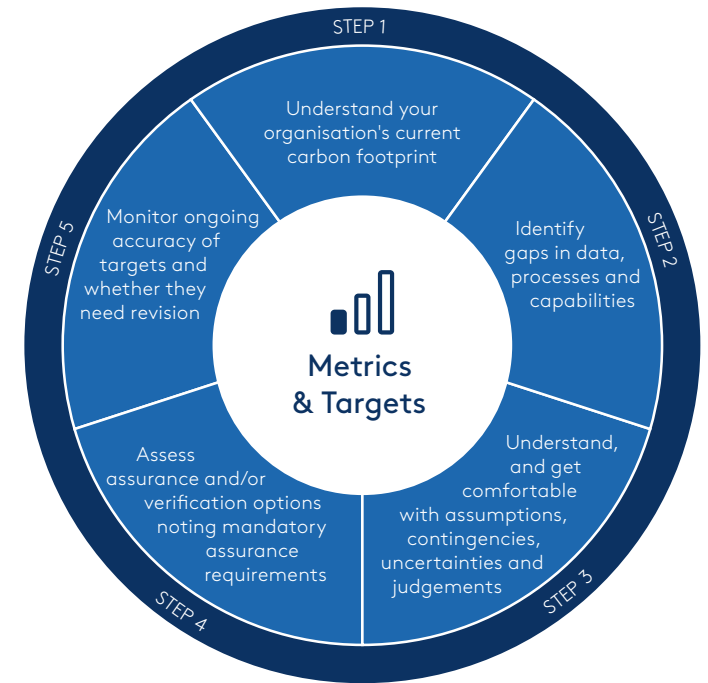 STEP 1
Understand your
organisation's current
carbon footprint
STEP 2
Identify
gaps in data,
processes and
capabilities
STEP 3
Understand,
and get
comfortable
with assumptions,
contingencies,
uncertainties and
judgements
STEP 4
Assess
assurance and/or
verification options
noting mandatory
assurance
requirements
STEP 5
Monitor ongoing
accuracy of
targets and
whether they
need revision
Metrics
& Targets